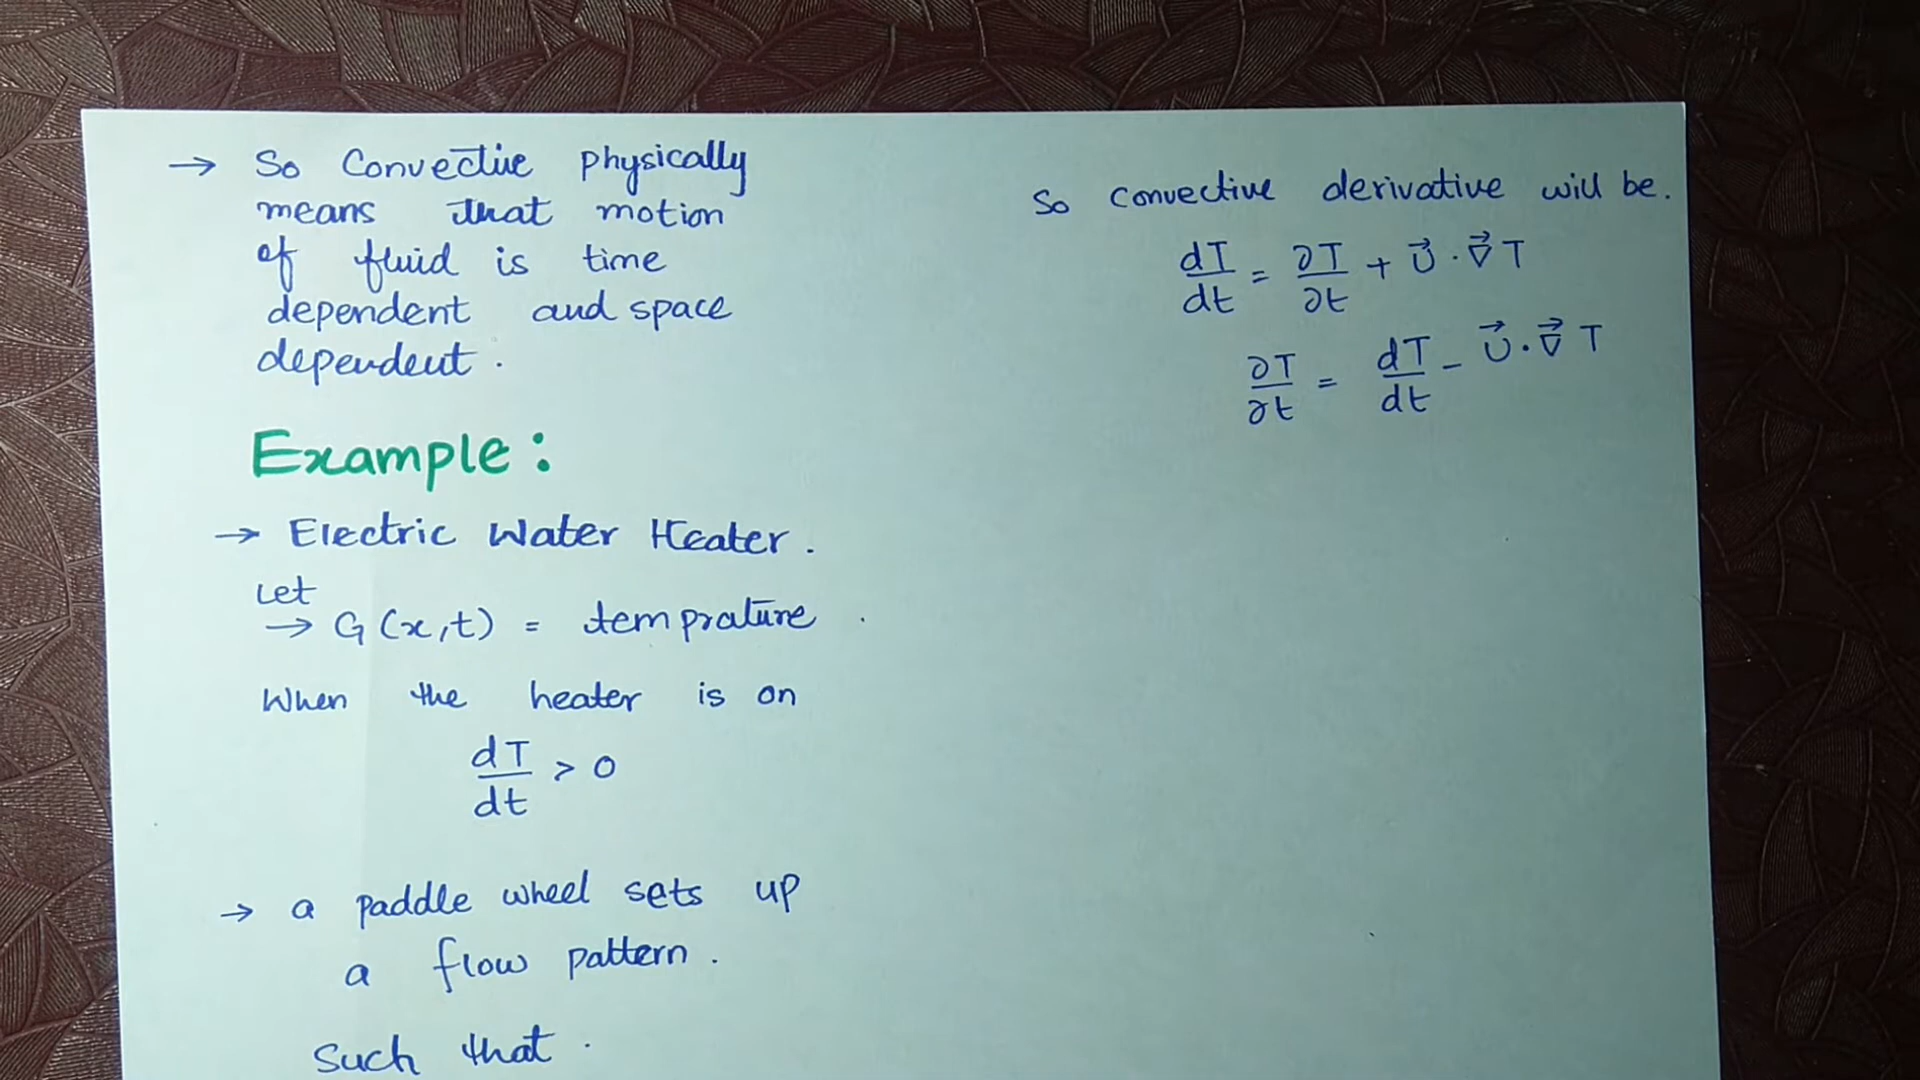 → So Convective physically
means that motion
of fluid is time
dependent and space
dependent.
Example:
→ Electric Water Heater.
Let
→ G(x,t) = temprature.
When the heater is on
dT/dt > 0
→ a paddle wheel sets up
a flow pattern.
Such that.
So convective derivative will be.
dT/dt = ∂T/∂t + U⃗ · ∇⃗ T
∂T/∂t = dT/dt - U⃗ · ∇⃗ T